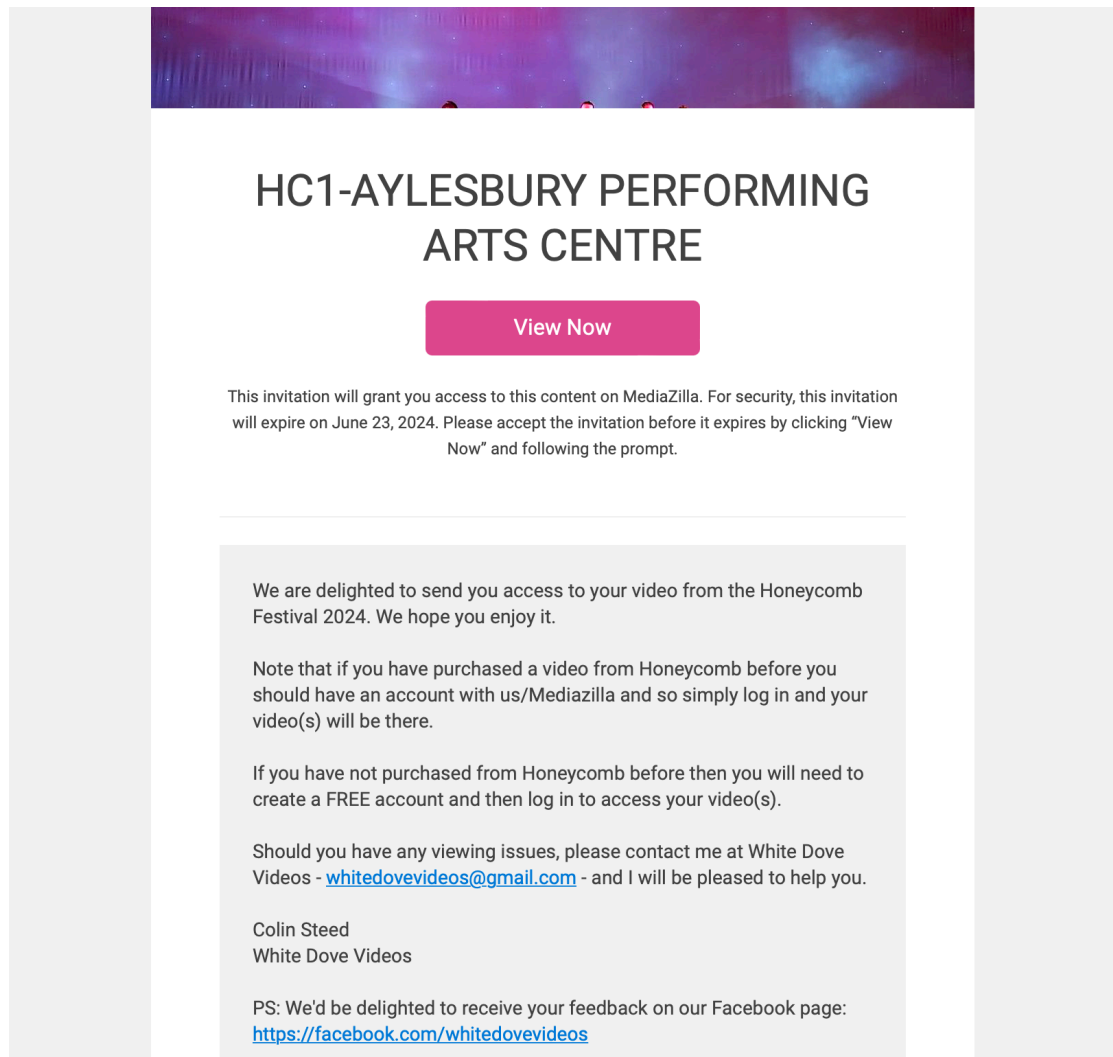 HC1-AYLESBURY PERFORMING
ARTS CENTRE
View Now
This invitation will grant you access to this content on MediaZilla. For security, this invitation
will expire on June 23, 2024. Please accept the invitation before it expires by clicking “View
Now” and following the prompt.
We are delighted to send you access to your video from the Honeycomb
Festival 2024. We hope you enjoy it.
Note that if you have purchased a video from Honeycomb before you
should have an account with us/Mediazilla and so simply log in and your
video(s) will be there.
If you have not purchased from Honeycomb before then you will need to
create a FREE account and then log in to access your video(s).
Should you have any viewing issues, please contact me at White Dove
Videos - whitedovevideos@gmail.com - and I will be pleased to help you.
Colin Steed
White Dove Videos
PS: We'd be delighted to receive your feedback on our Facebook page:
https://facebook.com/whitedovevideos